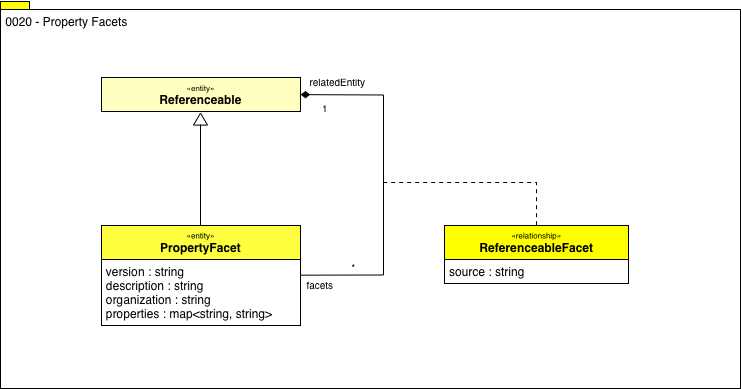 0020 - Property Facets
«entity»
Referenceable
relatedEntity
1
«entity»
PropertyFacet
version : string
description : string
organization : string
properties : map<string, string>
*
facets
«relationship»
ReferenceableFacet
source : string